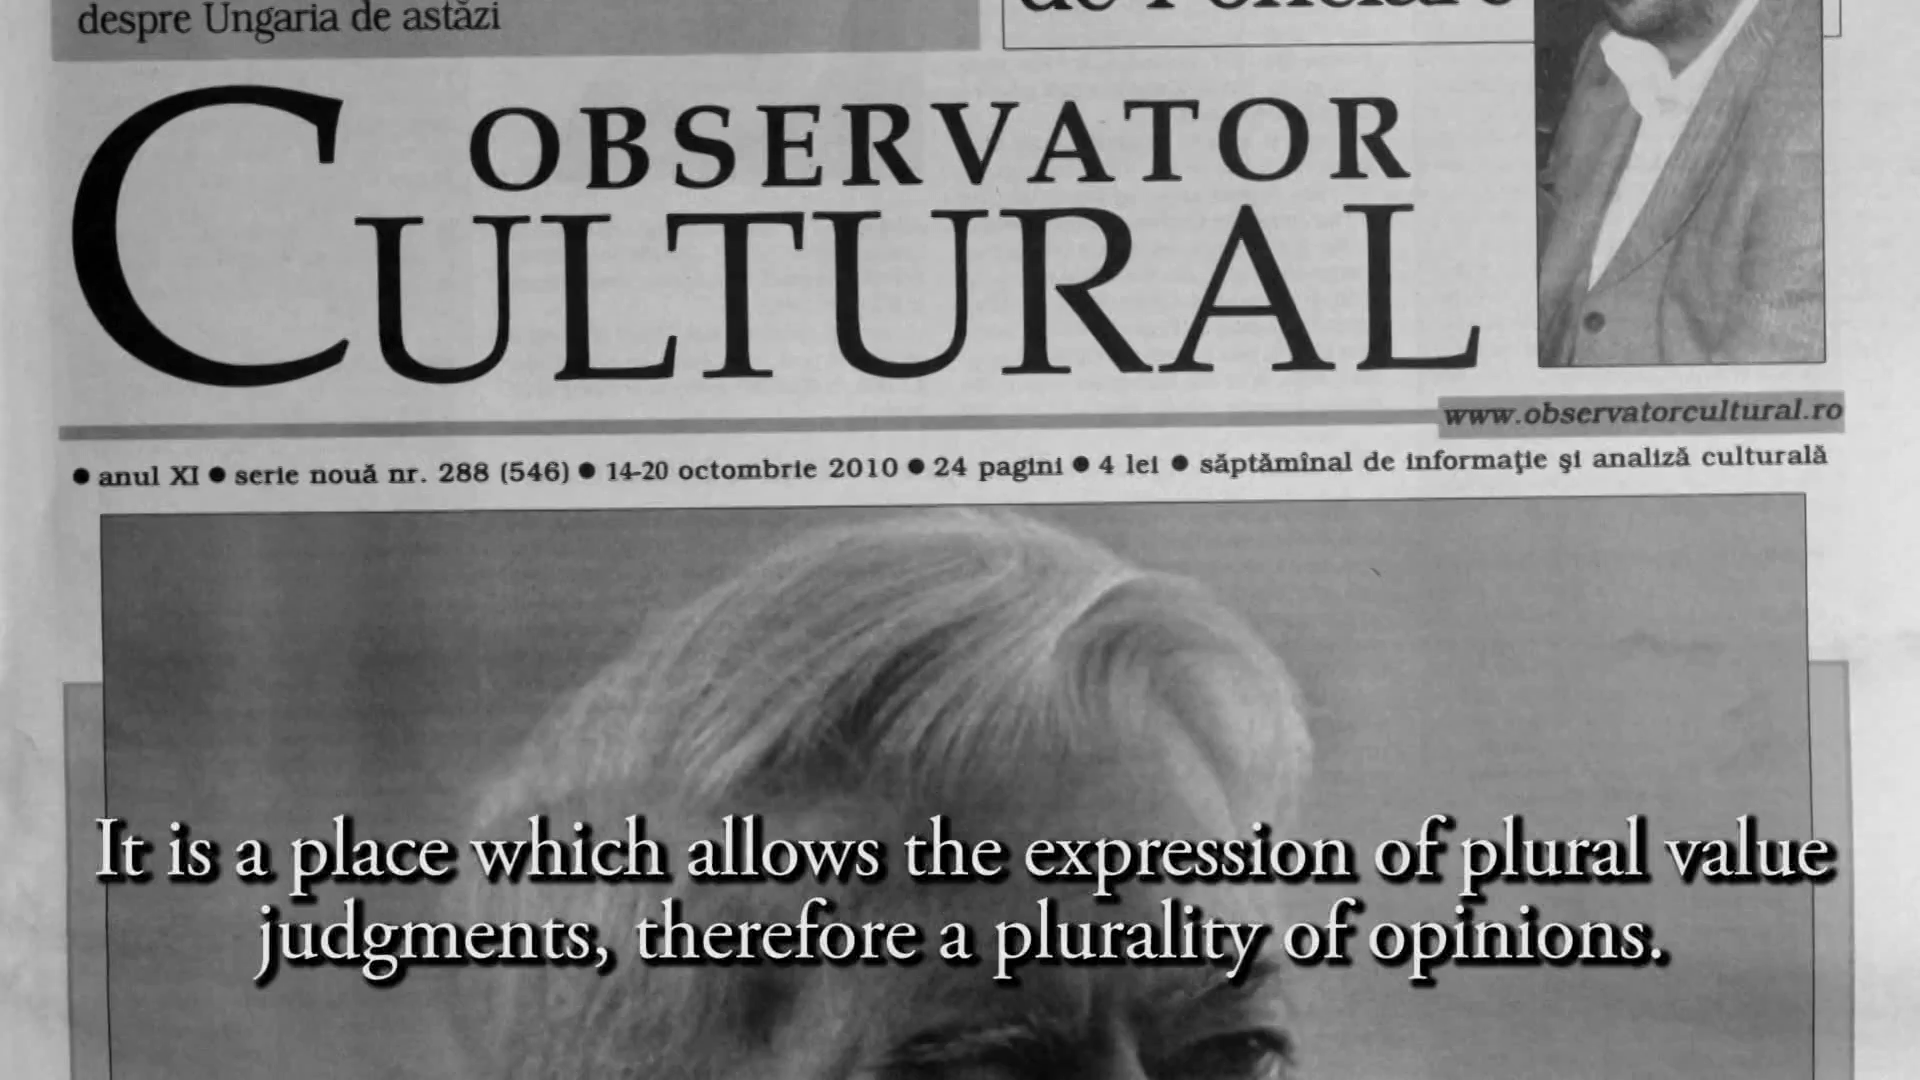 despre Ungaria de astăzi
OBSERVATOR
CULTURAL
www.observatorcultural.ro
● anul XI ● serie nouă nr. 288 (546) ● 14-20 octombrie 2010 ● 24 pagini ● 4 lei ● săptămînal de informaţie şi analiză culturală
It is a place which allows the expression of plural value
judgments, therefore a plurality of opinions.